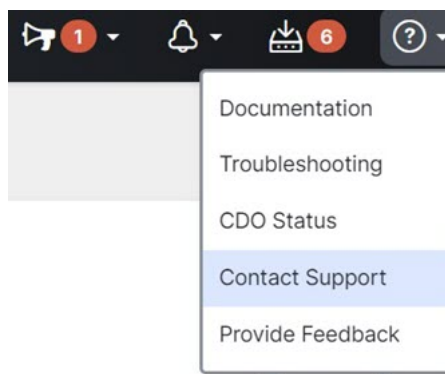 1
6
?
Documentation
Troubleshooting
CDO Status
Contact Support
Provide Feedback